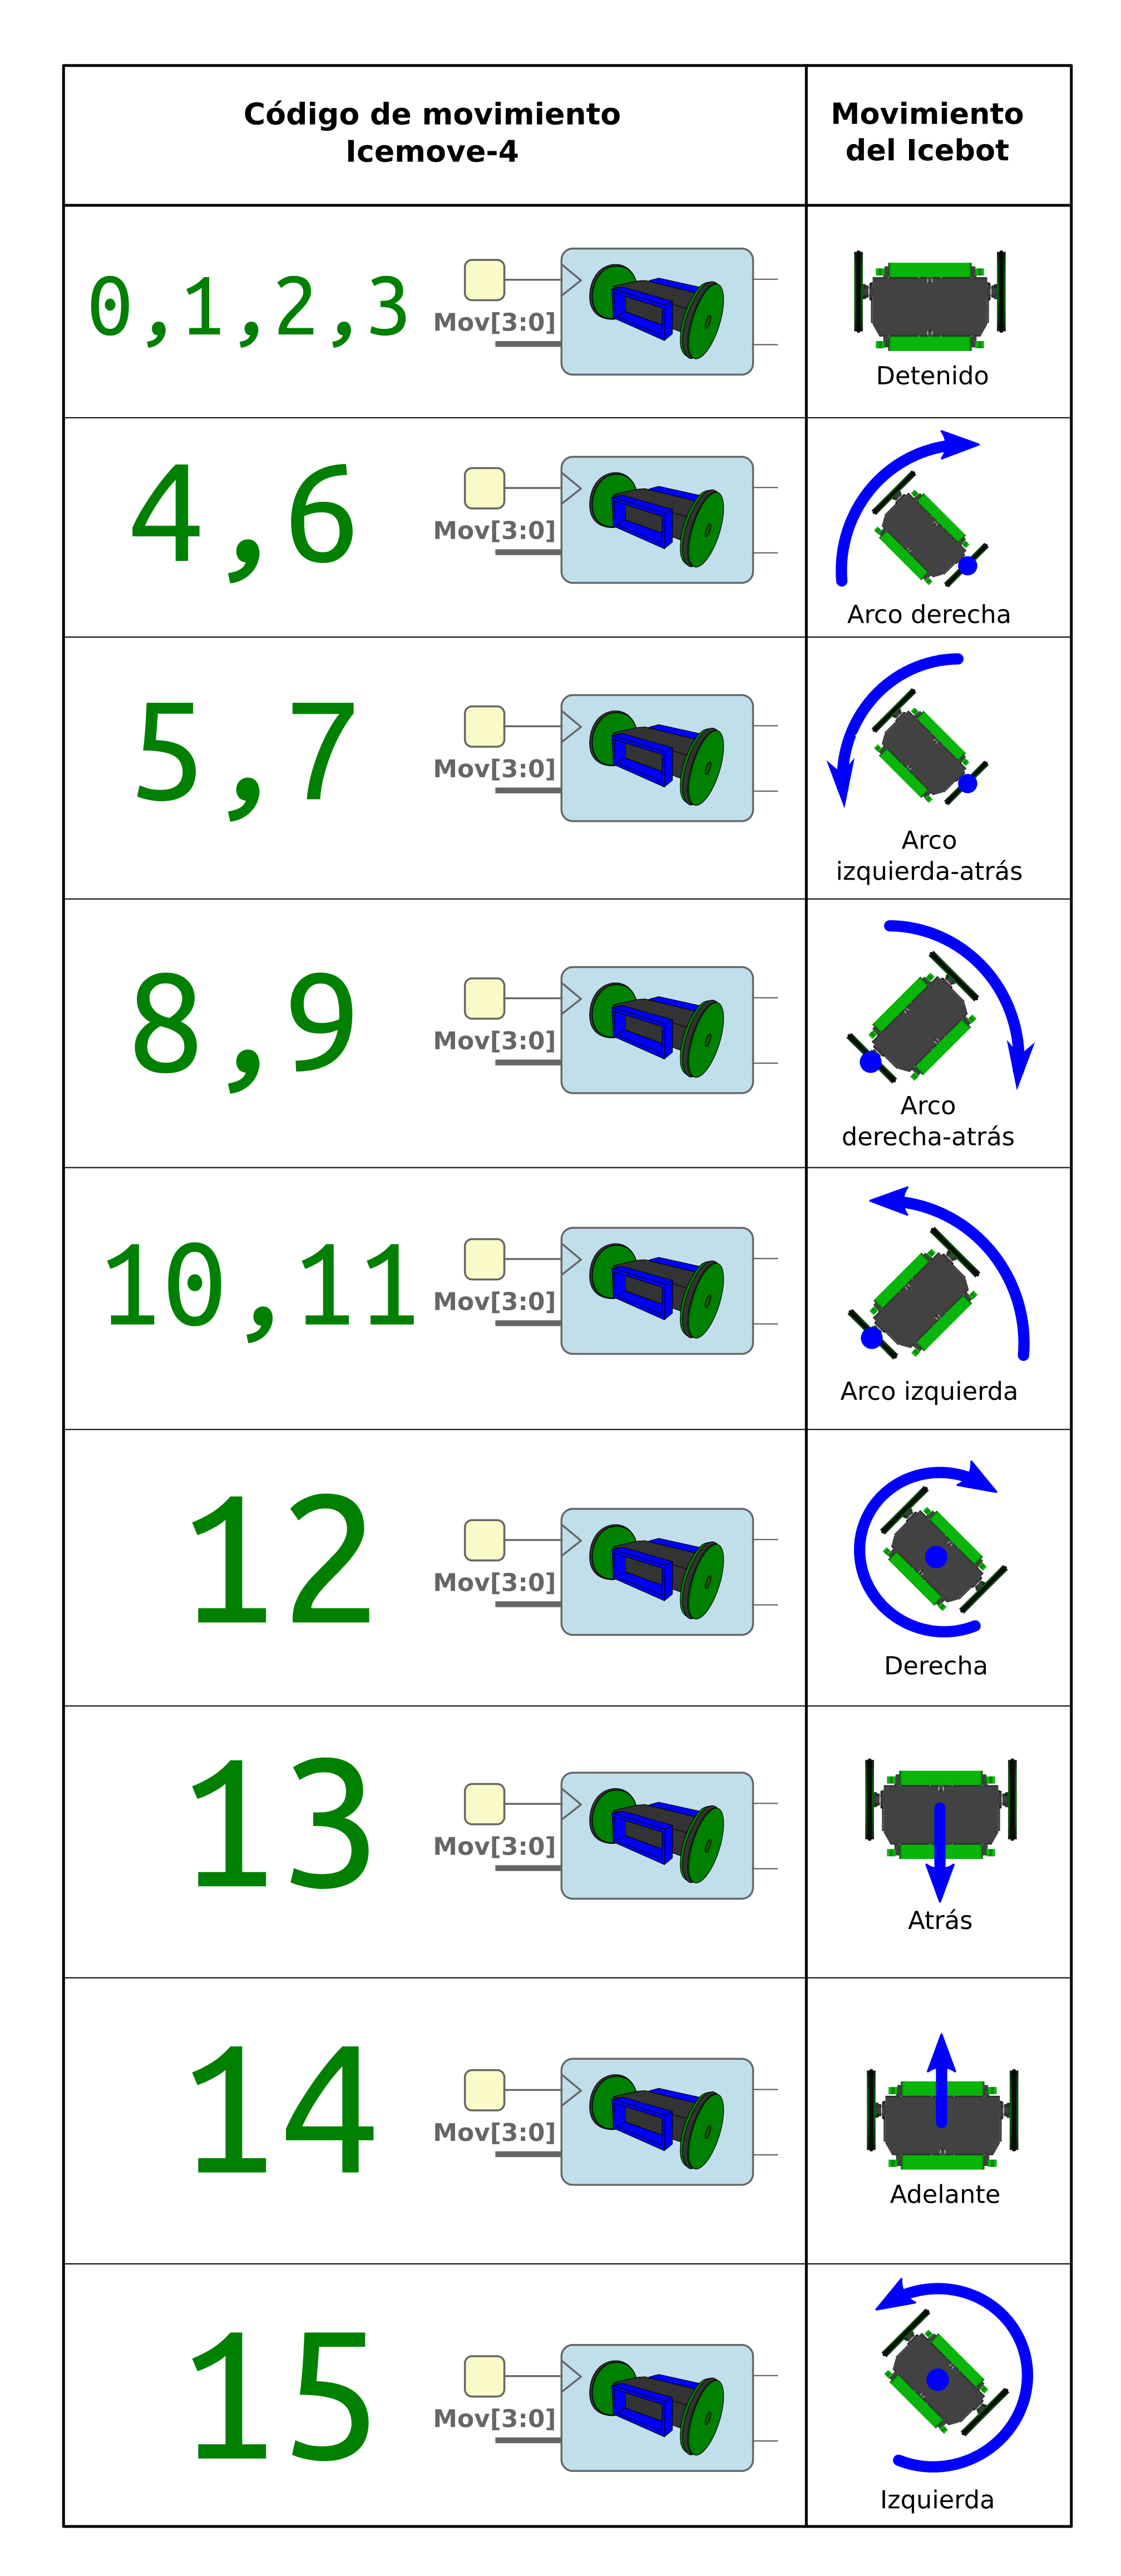 Código de movimiento
Icemove-4
Movimiento
del Icebot
0,1,2,3
Mov[3:0]
Detenido
4,6
Mov[3:0]
Arco derecha
5,7
Mov[3:0]
Arco
izquierda-atrás
8,9
Mov[3:0]
Arco
derecha-atrás
10,11
Mov[3:0]
Arco izquierda
12
Mov[3:0]
Derecha
13
Mov[3:0]
Atrás
14
Mov[3:0]
Adelante
15
Mov[3:0]
Izquierda